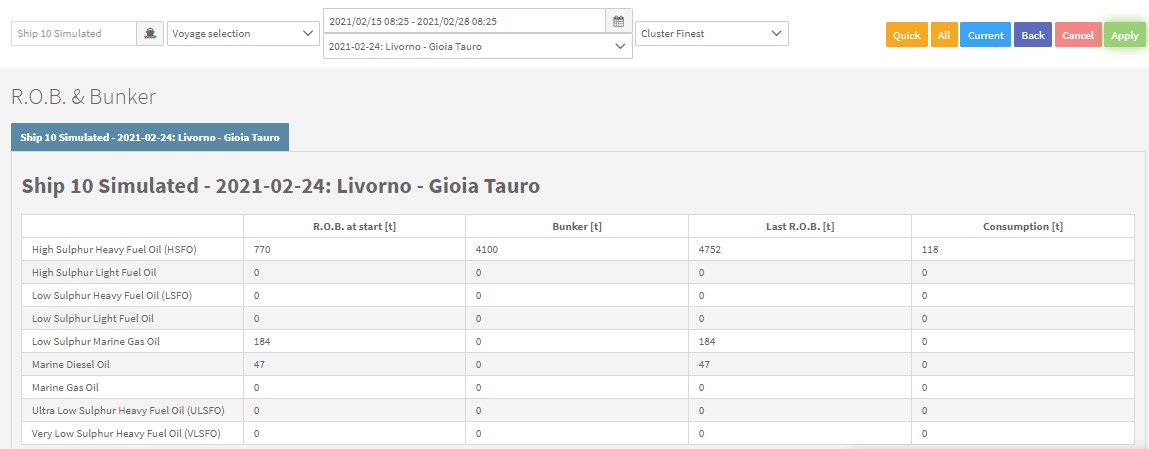 Ship 10 Simulated
Voyage selection
2021/02/15 08:25 - 2021/02/28 08:25
2021-02-24: Livorno - Gioia Tauro
Cluster Finest
Quick All Current Back Cancel Apply
R.O.B. & Bunker
Ship 10 Simulated - 2021-02-24: Livorno - Gioia Tauro
Ship 10 Simulated - 2021-02-24: Livorno - Gioia Tauro
R.O.B. at start [t] Bunker [t] Last R.O.B. [t] Consumption [t]
High Sulphur Heavy Fuel Oil (HSFO) 770 4100 4752 118
High Sulphur Light Fuel Oil 0 0 0 0
Low Sulphur Heavy Fuel Oil (LSFO) 0 0 0 0
Low Sulphur Light Fuel Oil 0 0 0 0
Low Sulphur Marine Gas Oil 184 0 184 0
Marine Diesel Oil 47 0 47 0
Marine Gas Oil 0 0 0 0
Ultra Low Sulphur Heavy Fuel Oil (ULSFO) 0 0 0 0
Very Low Sulphur Heavy Fuel Oil (VLSFO) 0 0 0 0